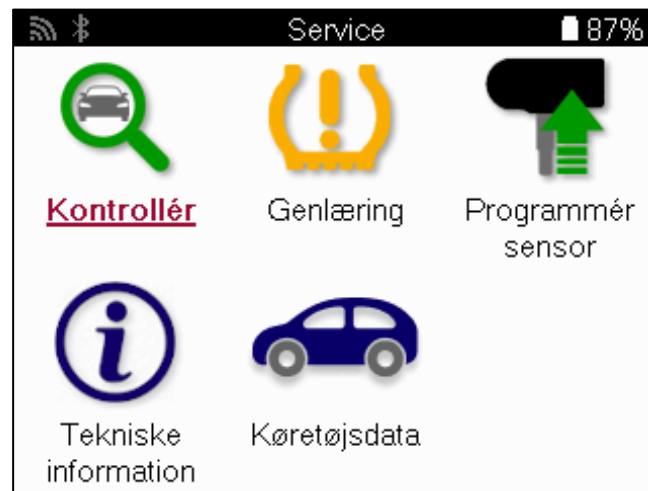 Service 87%
Kontrollér
Genlæring
Programmér
sensor
Tekniske
information
Køretøjsdata